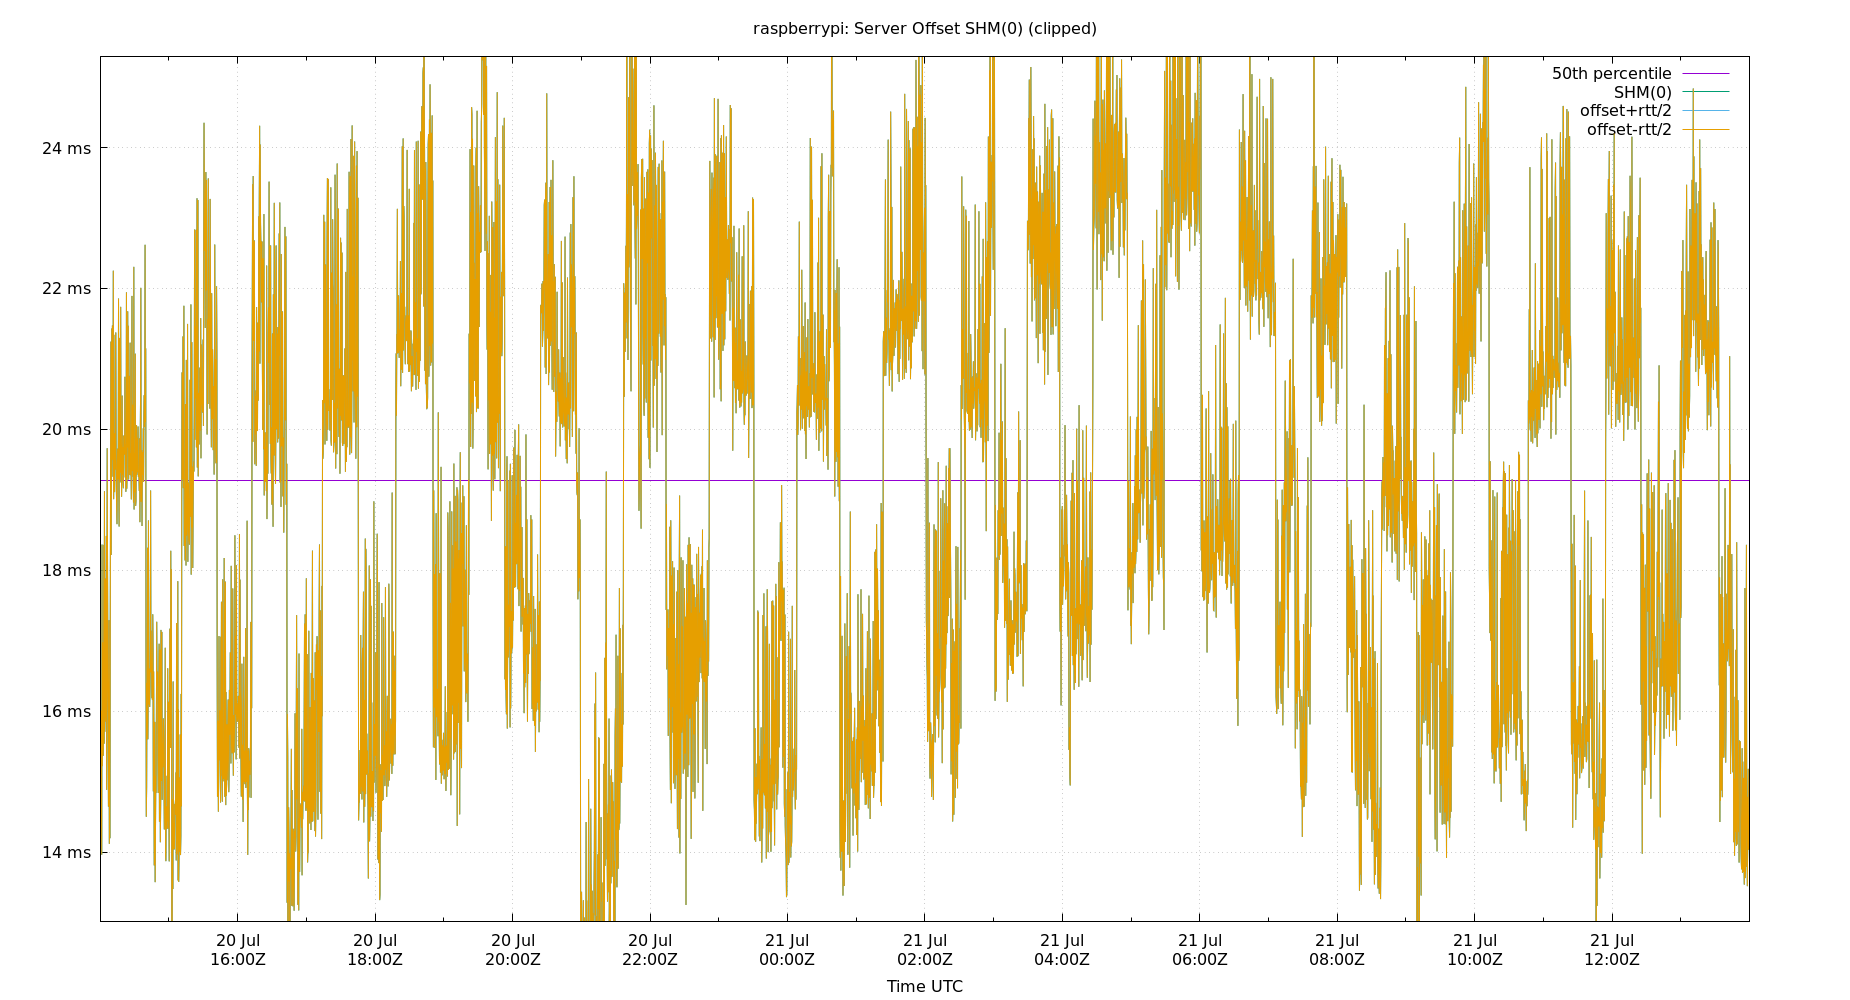 raspberrypi: Server Offset SHM(0) (clipped)
50th percentile
SHM(0)
offset+rtt/2
offset-rtt/2
24 ms
22 ms
20 ms
18 ms
16 ms
14 ms
20 Jul 20 Jul 20 Jul 20 Jul 21 Jul 21 Jul 21 Jul 21 Jul 21 Jul 21 Jul 21 Jul
16:00Z 18:00Z 20:00Z 22:00Z 00:00Z 02:00Z 04:00Z 06:00Z 08:00Z 10:00Z 12:00Z
Time UTC